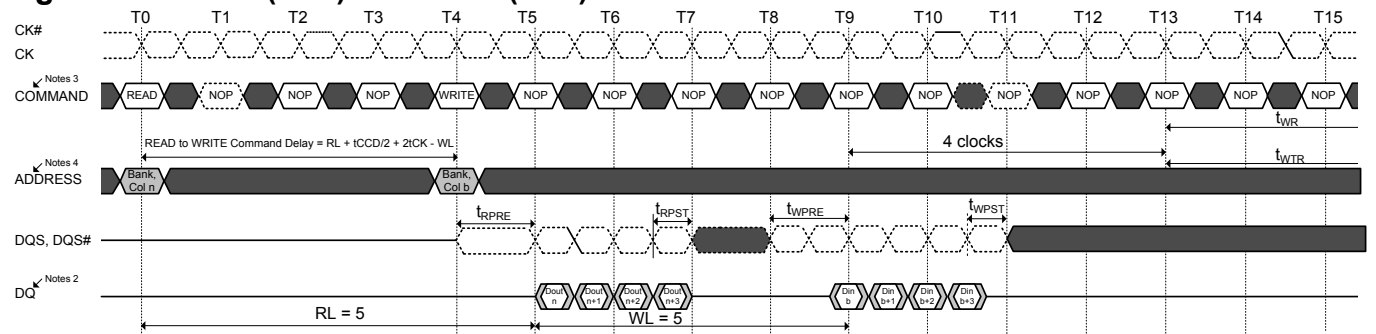 T0 T1 T2 T3 T4 T5 T6 T7 T8 T9 T10 T11 T12 T13 T14 T15
CK#
CK
Notes 3
COMMAND READ NOP NOP NOP WRITE NOP NOP NOP NOP NOP NOP NOP NOP NOP NOP NOP
tWR
READ to WRITE Command Delay = RL + tCCD/2 + 2tCK - WL
4 clocks
tWTR
Notes 4
ADDRESS Bank, Col n Bank, Col b
tRPRE tRPST tWPRE tWPST
DQS, DQS#
Notes 2
DQ Dout n Dout n+1 Dout n+2 Dout n+3 Din b Din b+1 Din b+2 Din b+3
RL = 5 WL = 5